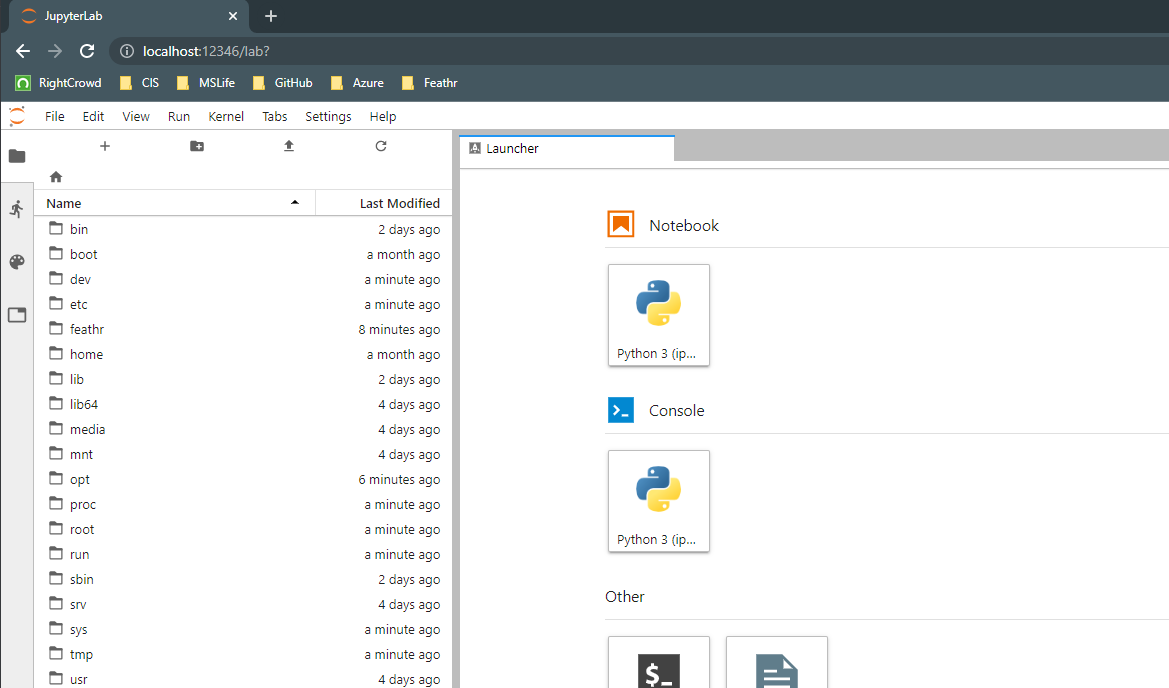 JupyterLab
localhost:12346/lab?
RightCrowd CIS MSLife GitHub Azure Feathr
File Edit View Run Kernel Tabs Settings Help
Launcher
Name Last Modified
bin 2 days ago
boot a month ago
dev a minute ago
etc a minute ago
feathr 8 minutes ago
home a month ago
lib 2 days ago
lib64 4 days ago
media 4 days ago
mnt 4 days ago
opt 6 minutes ago
proc a minute ago
root a minute ago
run a minute ago
sbin 2 days ago
srv 4 days ago
sys a minute ago
tmp a minute ago
usr 4 days ago
Notebook
Python 3 (ip...
Console
Python 3 (ip...
Other
$_